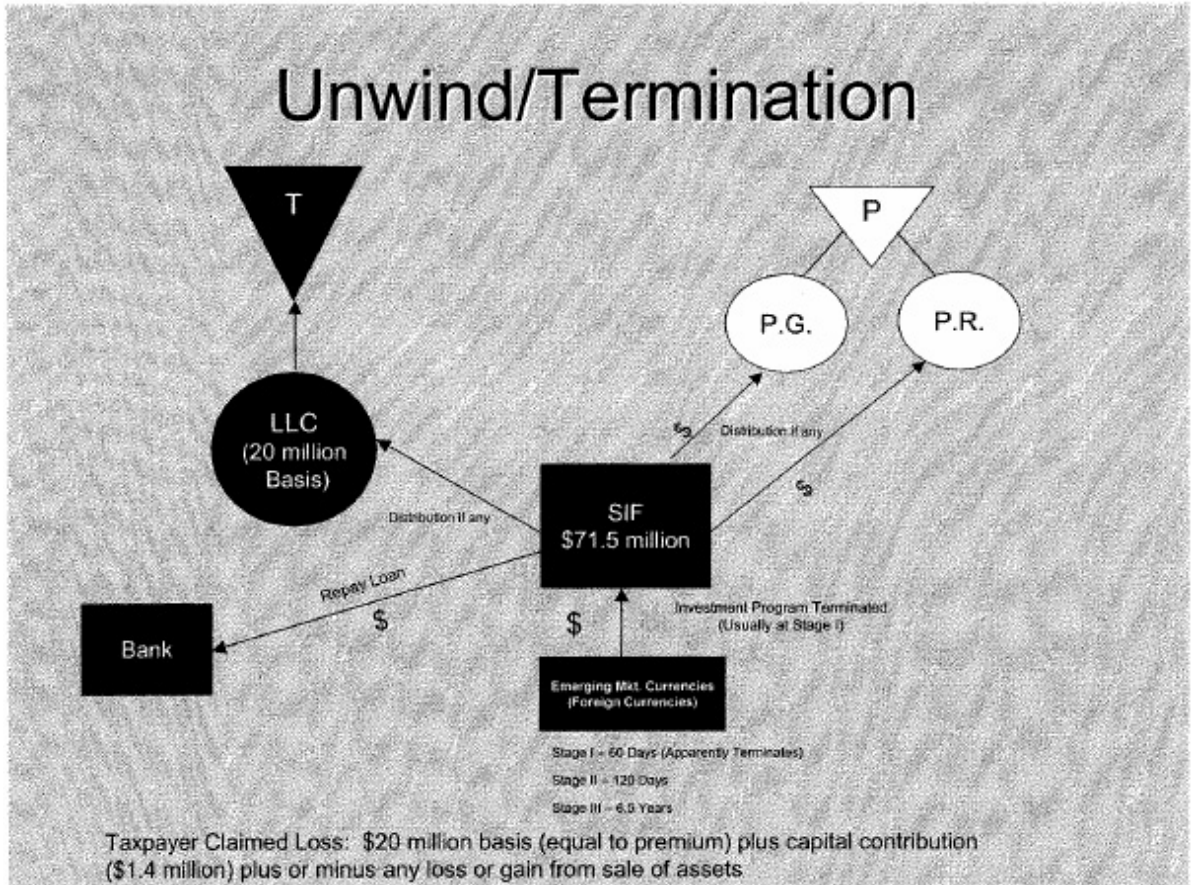 Unwind/Termination
T
P
P.G.
P.R.
LLC
(20 million
Basis)
$
Distribution if any
$
SIF
$71.5 million
Distribution if any
Repay Loan
$
Bank
$
Investment Program Terminated
(Usually at Stage I)
Emerging Mkt. Currencies
(Foreign Currencies)
Stage I – 60 Days (Apparently Terminates)
Stage II – 120 Days
Stage III – 6.5 Years
Taxpayer Claimed Loss: $20 million basis (equal to premium) plus capital contribution
($1.4 million) plus or minus any loss or gain from sale of assets